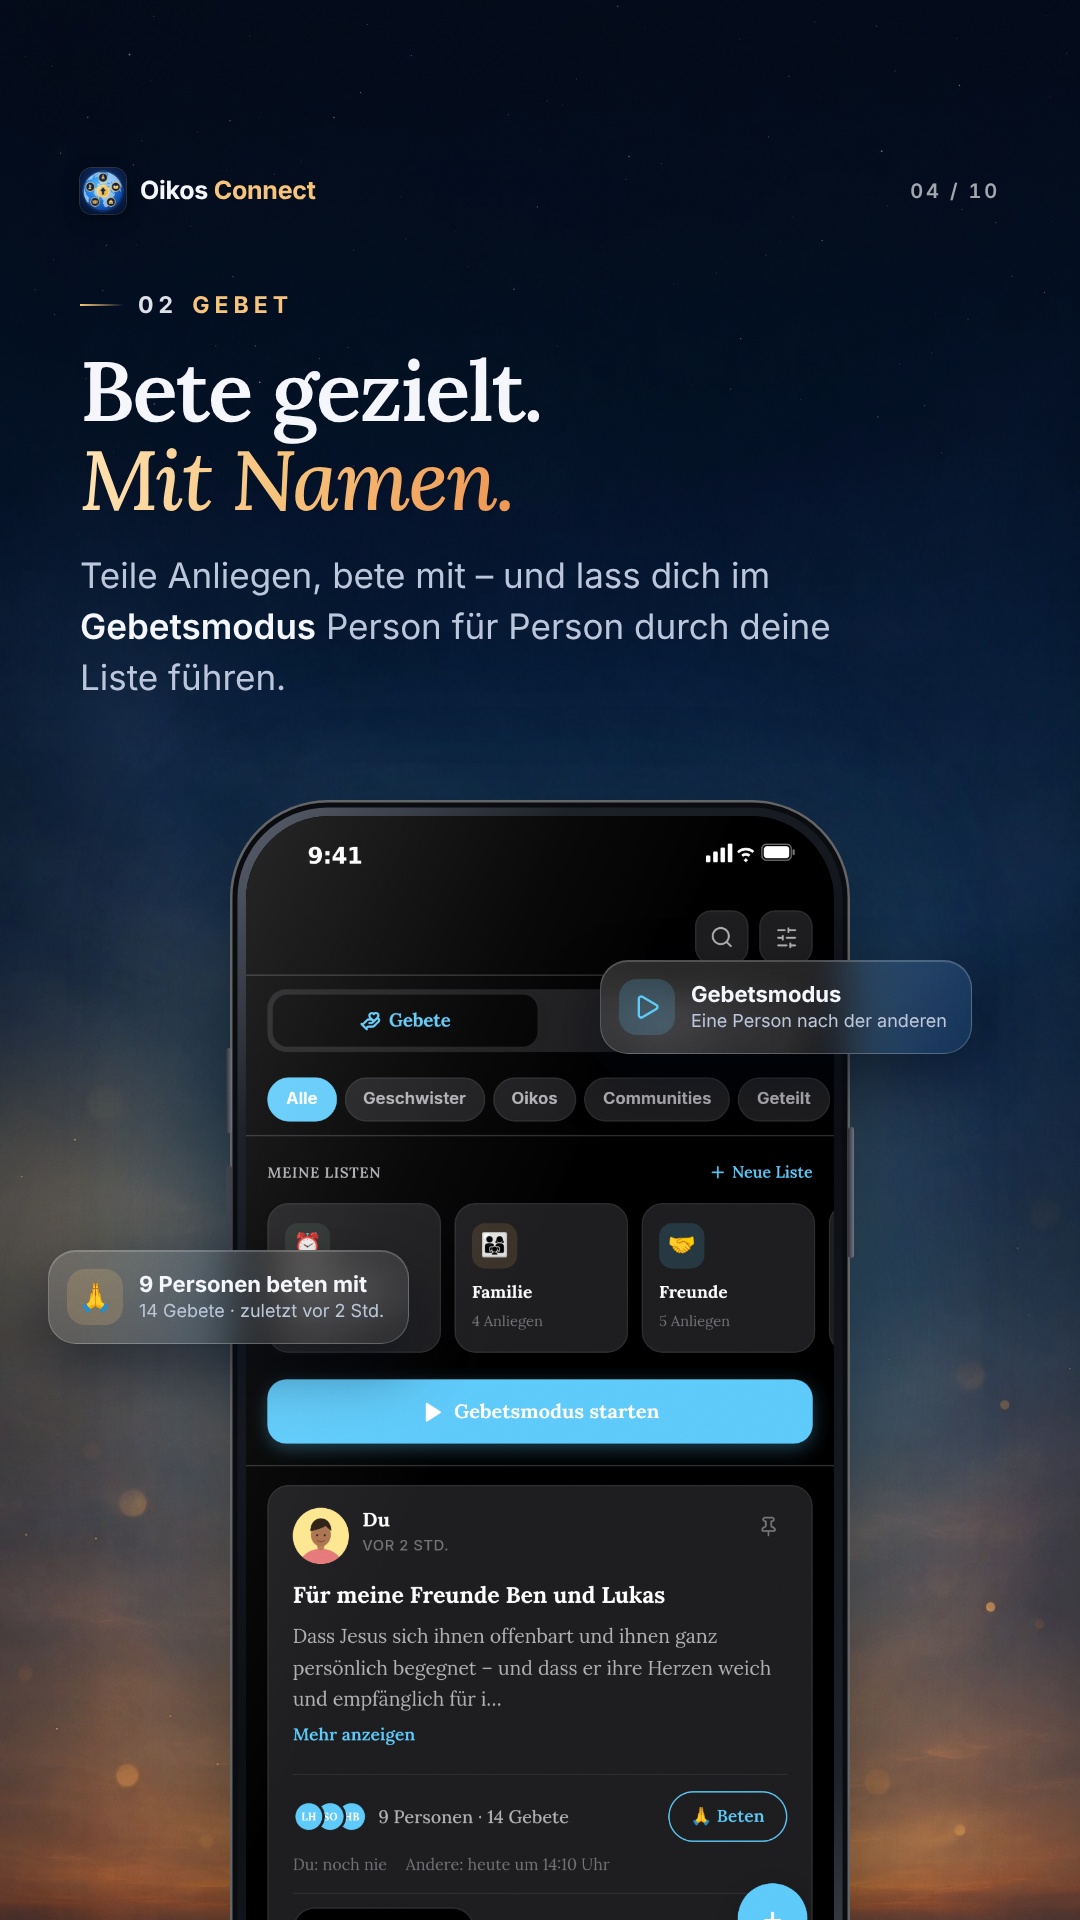 Oikos Connect
04 / 10
02 GEBET
Bete gezielt.
Mit Namen.
Teile Anliegen, bete mit – und lass dich im
Gebetsmodus Person für Person durch deine
Liste führen.
9:41
Gebetsmodus
Eine Person nach der anderen
Gebete
Alle
Geschwister
Oikos
Communities
Geteilt
MEINE LISTEN
+ Neue Liste
9 Personen beten mit
14 Gebete · zuletzt vor 2 Std.
Familie
4 Anliegen
Freunde
5 Anliegen
Gebetsmodus starten
Du
VOR 2 STD.
Für meine Freunde Ben und Lukas
Dass Jesus sich ihnen offenbart und ihnen ganz
persönlich begegnet – und dass er ihre Herzen weich
und empfänglich für i...
Mehr anzeigen
LH SO HB
9 Personen · 14 Gebete
Beten
Du: noch nie
Andere: heute um 14:10 Uhr